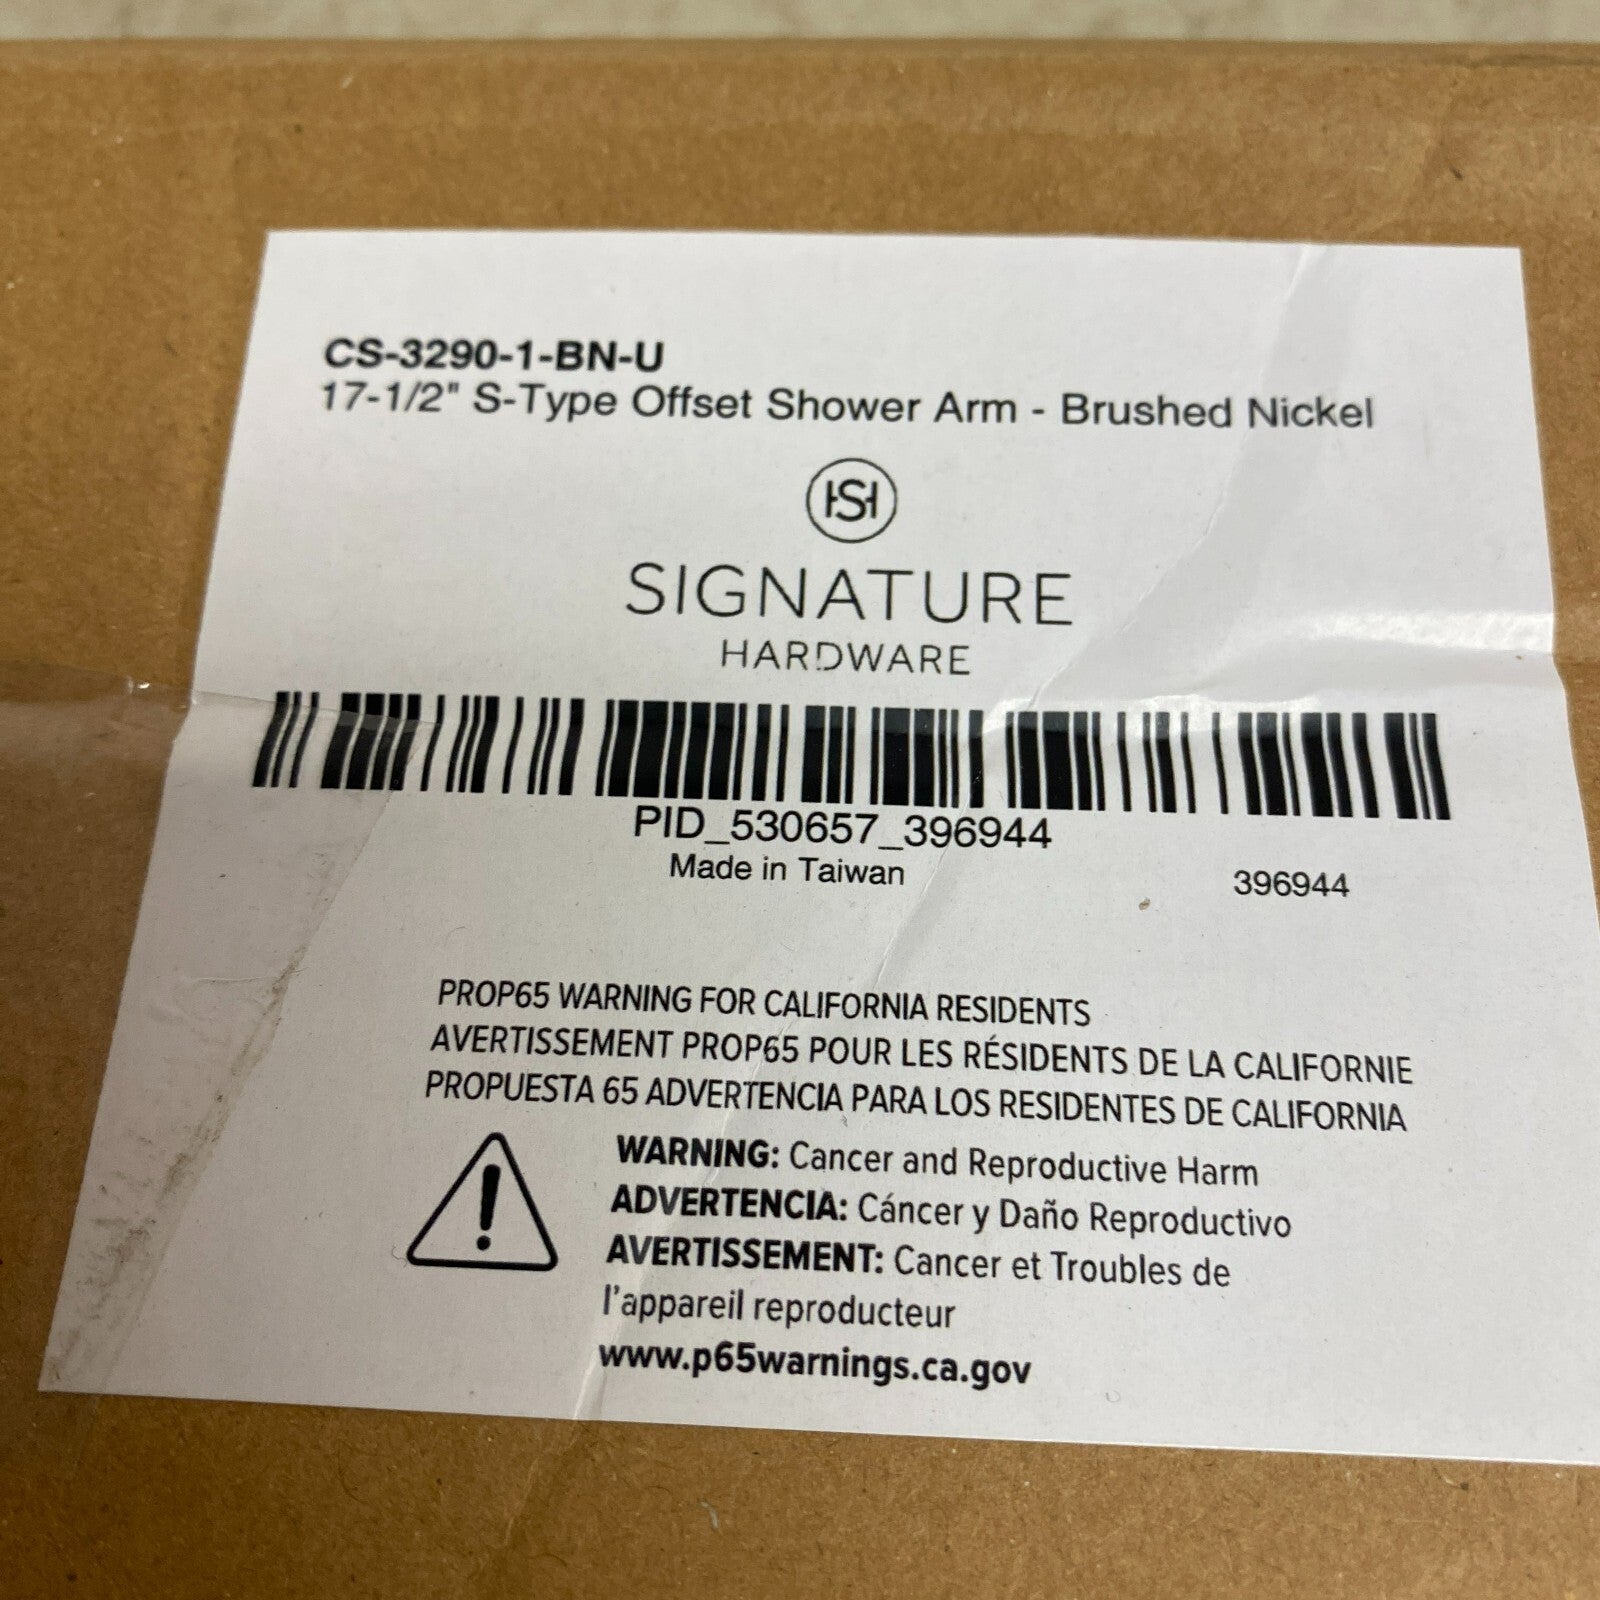 CS-3290-1-BN-U
17-1/2" S-Type Offset Shower Arm - Brushed Nickel
HSH
SIGNATURE
HARDWARE
PID_530657_396944
Made in Taiwan
396944
PROP65 WARNING FOR CALIFORNIA RESIDENTS
AVERTISSEMENT PROP65 POUR LES RÉSIDENTS DE LA CALIFORNIE
PROPUESTA 65 ADVERTENCIA PARA LOS RESIDENTES DE CALIFORNIA
WARNING: Cancer and Reproductive Harm
ADVERTENCIA: Cáncer y Daño Reproductivo
AVERTISSEMENT: Cancer et Troubles de
l'appareil reproducteur
www.p65warnings.ca.gov